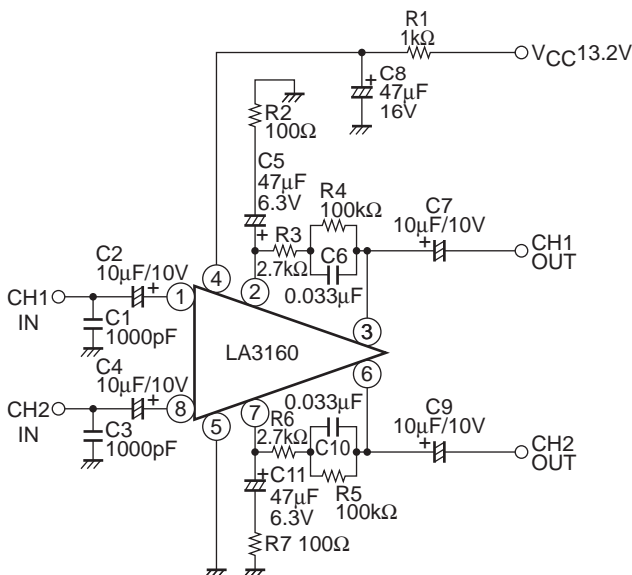 R1
1kΩ
VCC13.2V
C8
+
47μF
16V
R2
100Ω
C5
47μF
6.3V
+
R4
100kΩ
R3
2.7kΩ
C6
0.033μF
C7
10μF/10V
+
CH1
OUT
C2
10μF/10V
+
CH1
IN
C1
1000pF
4
2
1
3
LA3160
C4
10μF/10V
+
CH2
IN
C3
1000pF
8
5
7
6
R6
2.7kΩ
0.033μF
C10
C9
10μF/10V
+
CH2
OUT
+C11
47μF
6.3V
R5
100kΩ
R7 100Ω